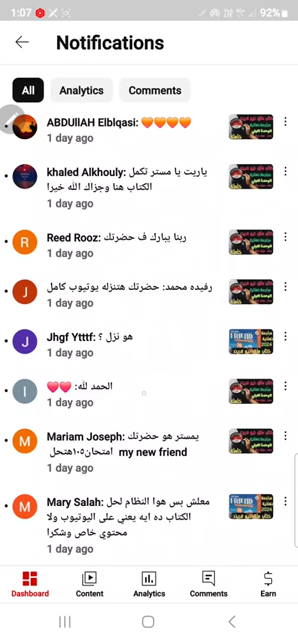 1:07 92%
Notifications
All Analytics Comments
ABDUllAH Elblqasi: 🧡🧡🧡🧡
1 day ago
khaled Alkhouly: ياريت يا مستر تكمل
الكتاب هنا وجزاك الله خيرا
1 day ago
Reed Rooz: ربنا يبارك ف حضرتك
1 day ago
رفيده محمد: حضرتك هتنزله يوتيوب كامل
1 day ago
Jhgf Ytttf: هو نزل ؟
1 day ago
الحمد لله: ❤️❤️
1 day ago
Mariam Joseph: يمستر هو حضرتك
امتحان١٠٥هتحل my new friend
1 day ago
Mary Salah: معلش بس هوا النظام لحل
الكتاب ده ايه يعني على اليوتيوب ولا
محتوي خاص وشكرا
1 day ago
Dashboard Content Analytics Comments Earn